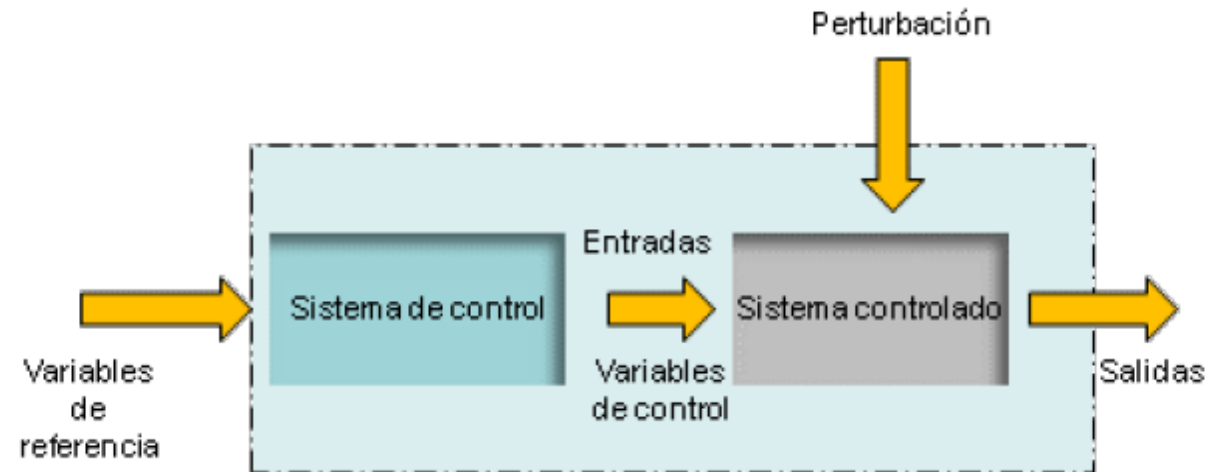 Perturbación
Entradas
Sistema de control
Sistema controlado
Variables
de
referencia
Variables
de control
Salidas